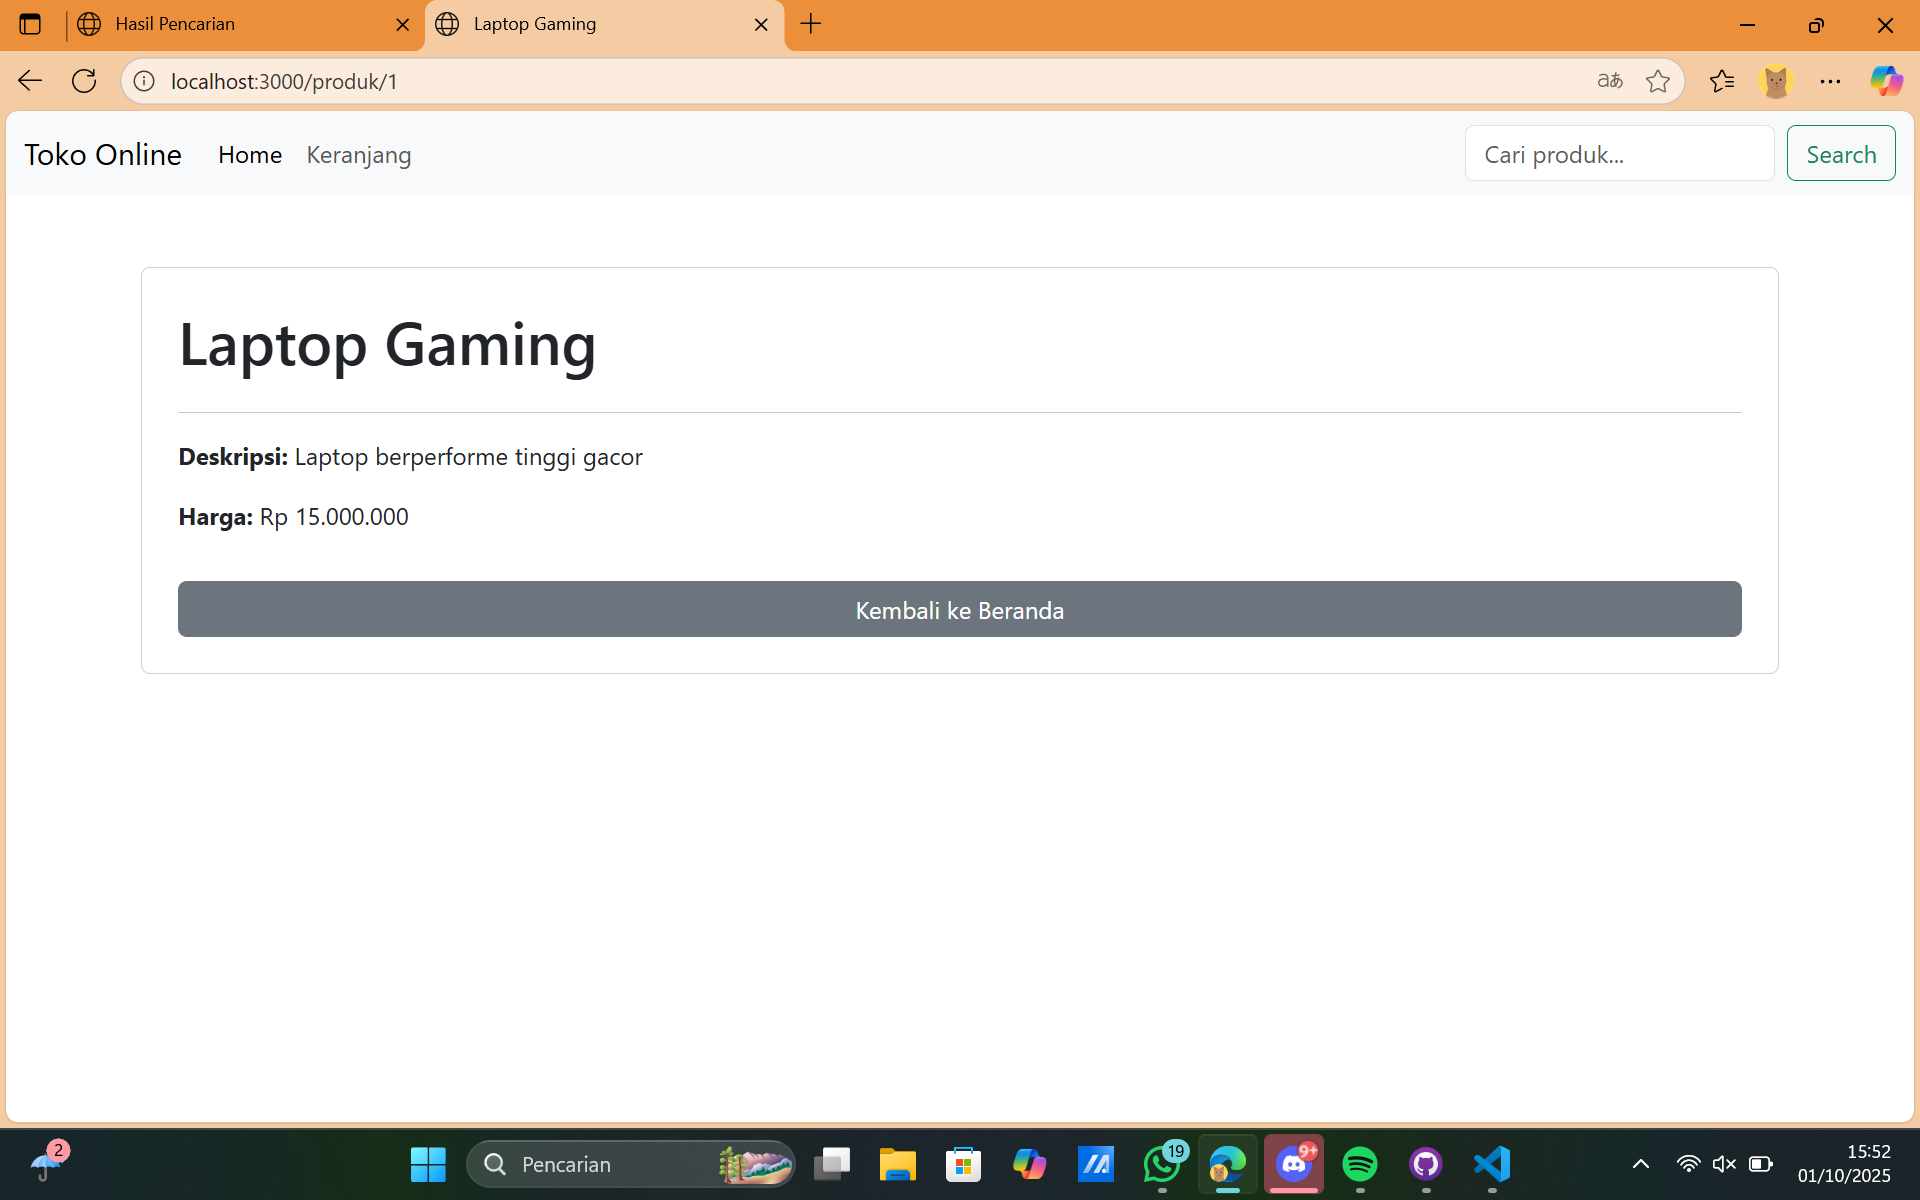 Hasil Pencarian
Laptop Gaming
localhost:3000/produk/1
Toko Online
Home
Keranjang
Cari produk...
Search
Laptop Gaming
Deskripsi: Laptop berperforme tinggi gacor
Harga: Rp 15.000.000
Kembali ke Beranda
2
Pencarian
19
9+
15:52
01/10/2025